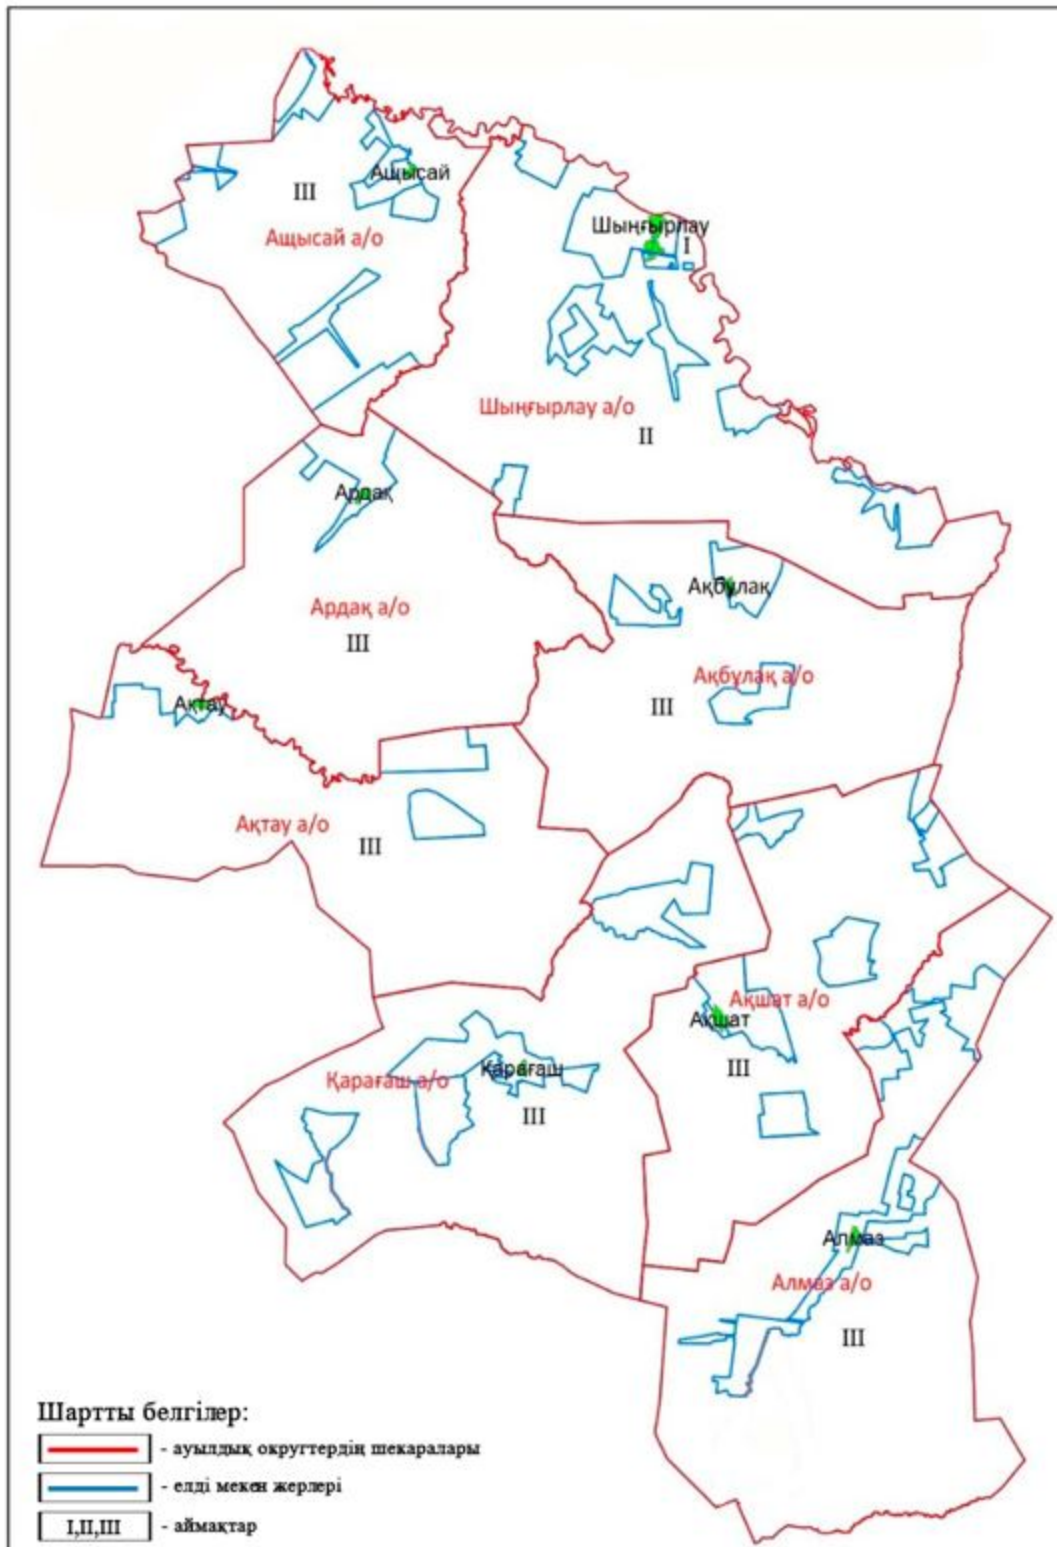 Ащысай
III
Ащысай а/о
Шыңғырлау
I
Шыңғырлау а/о
II
Ардақ
Ардақ а/о
III
Ақбұлақ
Ақбұлақ а/о
III
Ақтау
Ақтау а/о
III
Ақшат а/о
Ақшат
III
Қарағаш
Қарағаш а/о
III
Алмаз
Алмаз а/о
III
Шартты белгілер:
- ауылдық округтердің шекаралары
- елді мекен жерлері
I,II,III - аймақтар